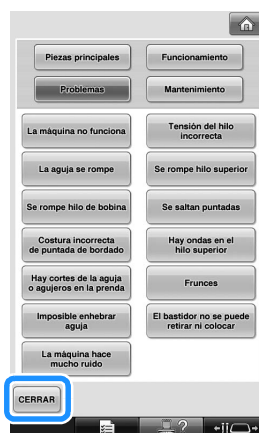 Piezas principales
Funcionamiento
Problemas
Mantenimiento
La máquina no funciona
Tensión del hilo
incorrecta
La aguja se rompe
Se rompe hilo superior
Se rompe hilo de bobina
Se saltan puntadas
Costura incorrecta
de puntada de bordado
Hay ondas en el
hilo superior
Hay cortes de la aguja
o agujeros en la prenda
Frunces
Imposible enhebrar
aguja
El bastidor no se puede
retirar ni colocar
La máquina hace
mucho ruido
CERRAR
?